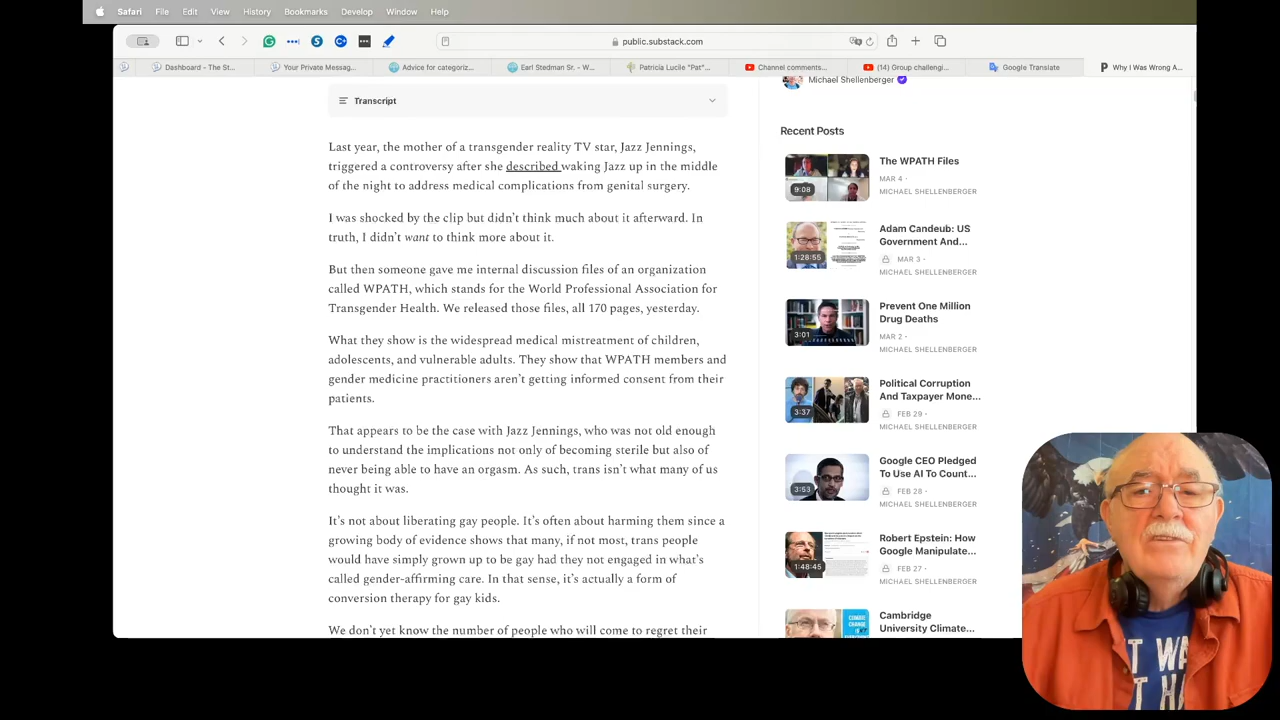 Safari File Edit View History Bookmarks Develop Window Help
public.substack.com
Dashboard - The St...
Your Private Messag...
Advice for categoriz...
Earl Stedman Sr. - W...
Patricia Lucile "Pat"...
Channel comments...
(14) Group challengi...
Google Translate
Why I Was Wrong A...
Transcript
Last year, the mother of a transgender reality TV star, Jazz Jennings,
triggered a controversy after she described waking Jazz up in the middle
of the night to address medical complications from genital surgery.
I was shocked by the clip but didn't think much about it afterward. In
truth, I didn't want to think more about it.
But then someone gave me internal discussion files of an organization
called WPATH, which stands for the World Professional Association for
Transgender Health. We released those files, all 170 pages, yesterday.
What they show is the widespread medical mistreatment of children,
adolescents, and vulnerable adults. They show that WPATH members and
gender medicine practitioners aren't getting informed consent from their
patients.
That appears to be the case with Jazz Jennings, who was not old enough
to understand the implications not only of becoming sterile but also of
never being able to have an orgasm. As such, trans isn't what many of us
thought it was.
It's not about liberating gay people. It's often about harming them since a
growing body of evidence shows that many, if not most, trans people
would have simply grown up to be gay had they not engaged in what's
called gender-affirming care. In that sense, it's actually a form of
conversion therapy for gay kids.
We don't yet know the number of people who will come to regret their
Michael Shellenberger
Recent Posts
9:08
The WPATH Files
MAR 4 •
MICHAEL SHELLENBERGER
1:28:55
Adam Candeub: US
Government And...
MAR 3 •
MICHAEL SHELLENBERGER
3:01
Prevent One Million
Drug Deaths
MAR 2 •
MICHAEL SHELLENBERGER
3:37
Political Corruption
And Taxpayer Mone...
FEB 29 •
MICHAEL SHELLENBERGER
3:53
Google CEO Pledged
To Use AI To Count...
FEB 28 •
MICHAEL SHELLENBERGER
1:48:45
Robert Epstein: How
Google Manipulate...
FEB 27 •
MICHAEL SHELLENBERGER
Cambridge
University Climate...